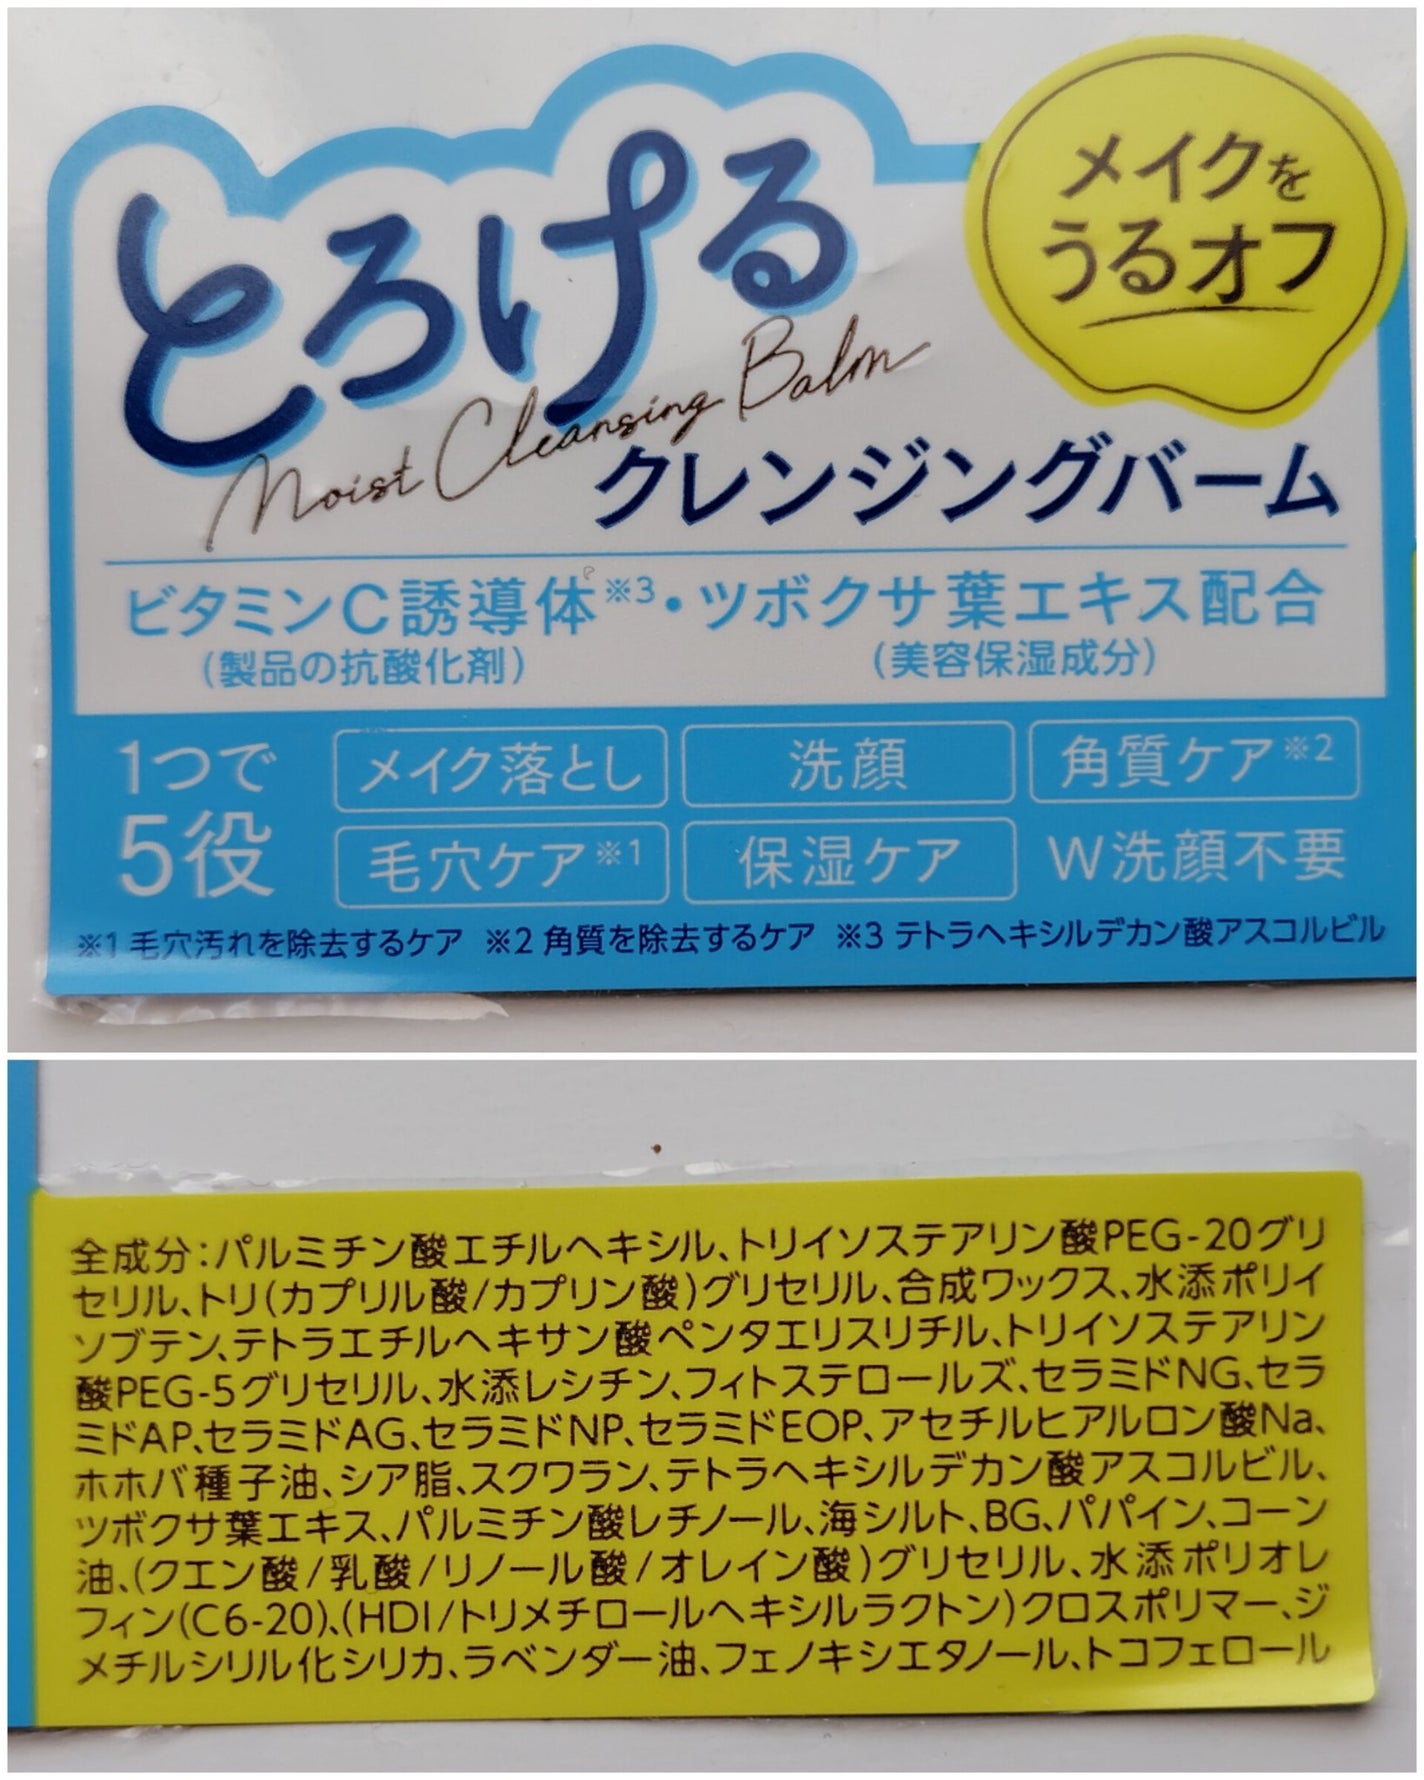 とろける
メイクを
うるオフ
Moist Cleansing Balm
クレンジングバーム
ビタミンC誘導体※3・ツボクサ葉エキス配合
(製品の抗酸化剤) (美容保湿成分)
1つで
5役
メイク落とし 洗顔 角質ケア※2
毛穴ケア※1 保湿ケア W洗顔不要
※1 毛穴汚れを除去するケア ※2 角質を除去するケア ※3 テトラヘキシルデカン酸アスコルビル
全成分:パルミチン酸エチルヘキシル、トリイソステアリン酸PEG-20グリ
セリル、トリ(カプリル酸/カプリン酸)グリセリル、合成ワックス、水添ポリイ
ソブテン、テトラエチルヘキサン酸ペンタエリスリチル、トリイソステアリン
酸PEG-5グリセリル、水添レシチン、フィトステロールズ、セラミドNG、セラ
ミドAP、セラミドAG、セラミドNP、セラミドEOP、アセチルヒアルロン酸Na、
ホホバ種子油、シア脂、スクワラン、テトラヘキシルデカン酸アスコルビル、
ツボクサ葉エキス、パルミチン酸レチノール、海シルト、BG、パパイン、コーン
油、(クエン酸/乳酸/リノール酸/オレイン酸)グリセリル、水添ポリオレ
フィン(C6-20)、(HDI/トリメチロールヘキシルラクトン)クロスポリマー、ジ
メチルシリル化シリカ、ラベンダー油、フェノキシエタノール、トコフェロール